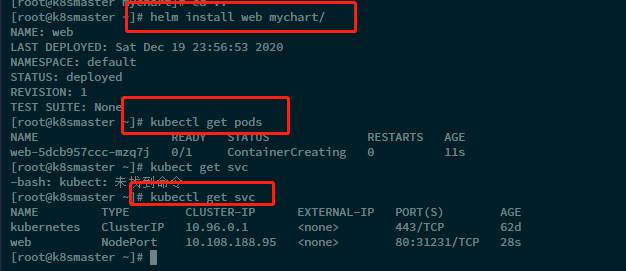 [root@k8smaster mychart]# cd ..
[root@k8smaster ~]# helm install web mychart/
NAME: web
LAST DEPLOYED: Sat Dec 19 23:56:53 2020
NAMESPACE: default
STATUS: deployed
REVISION: 1
TEST SUITE: None
[root@k8smaster ~]# kubectl get pods
NAME READY STATUS RESTARTS AGE
web-5dcb957ccc-mzq7j 0/1 ContainerCreating 0 11s
[root@k8smaster ~]# kubect get svc
-bash: kubect: 未找到命令
[root@k8smaster ~]# kubectl get svc
NAME TYPE CLUSTER-IP EXTERNAL-IP PORT(S) AGE
kubernetes ClusterIP 10.96.0.1 <none> 443/TCP 62d
web NodePort 10.108.188.95 <none> 80:31231/TCP 28s
[root@k8smaster ~]#